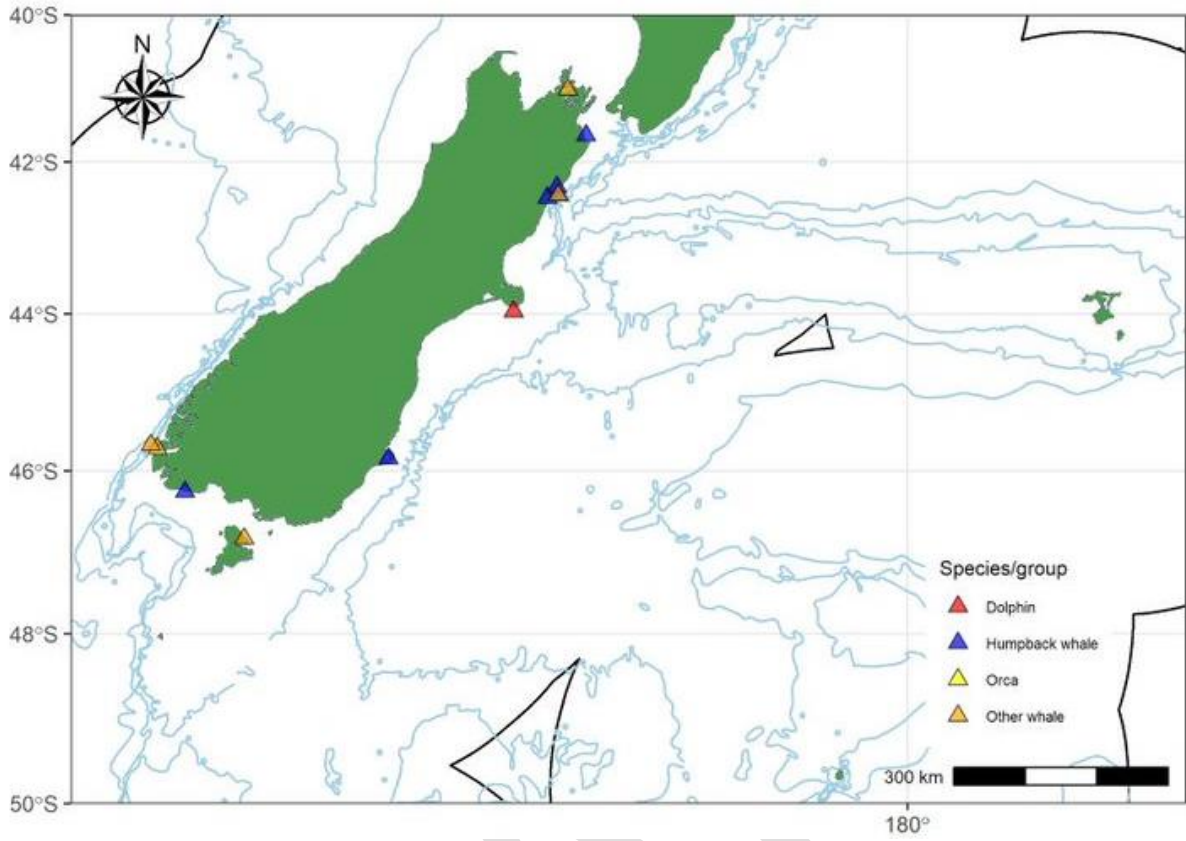 40°S
N
42°S
44°S
46°S
48°S
50°S
Species/group
Dolphin
Humpback whale
Orca
Other whale
300 km
180°